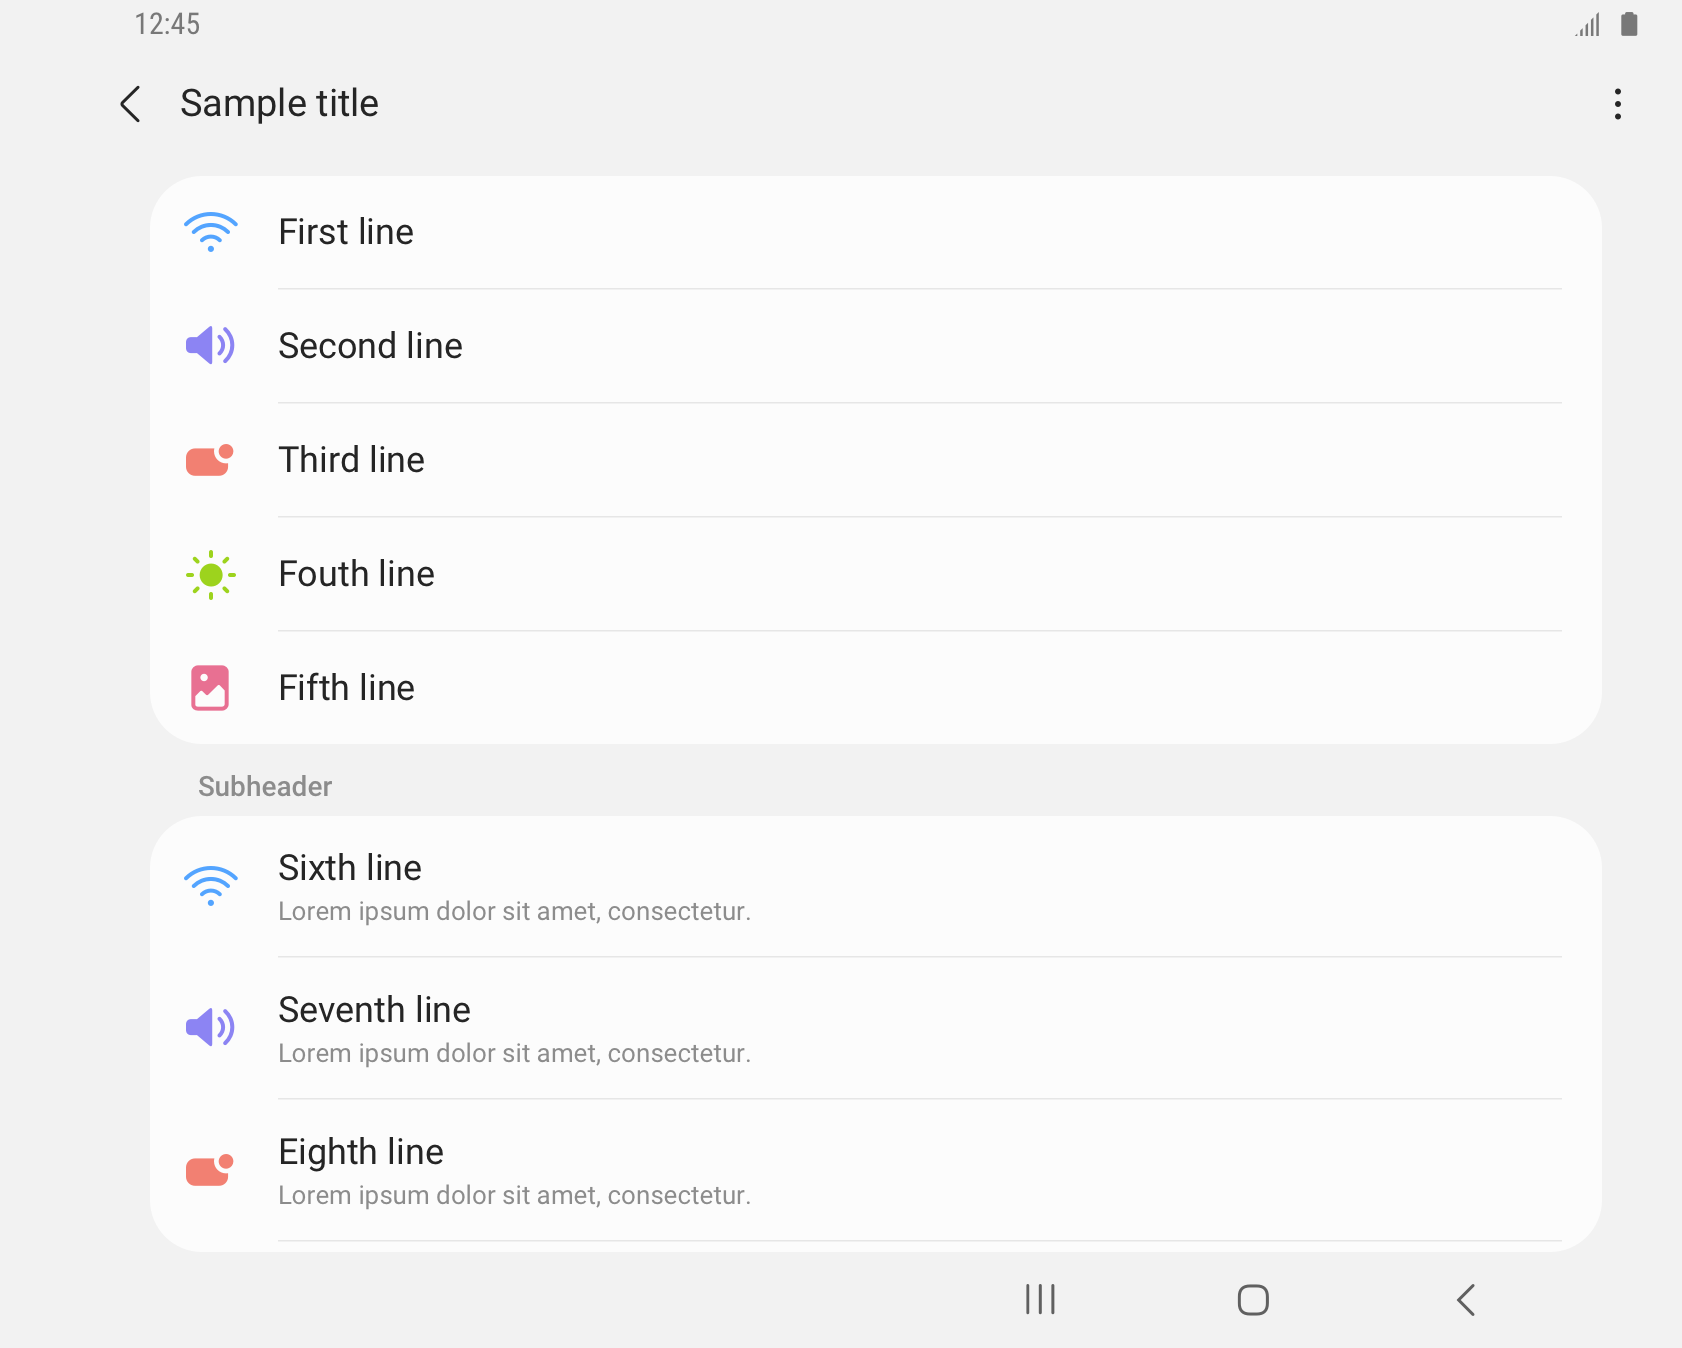 12:45
Sample title
First line
Second line
Third line
Fouth line
Fifth line
Subheader
Sixth line
Lorem ipsum dolor sit amet, consectetur.
Seventh line
Lorem ipsum dolor sit amet, consectetur.
Eighth line
Lorem ipsum dolor sit amet, consectetur.